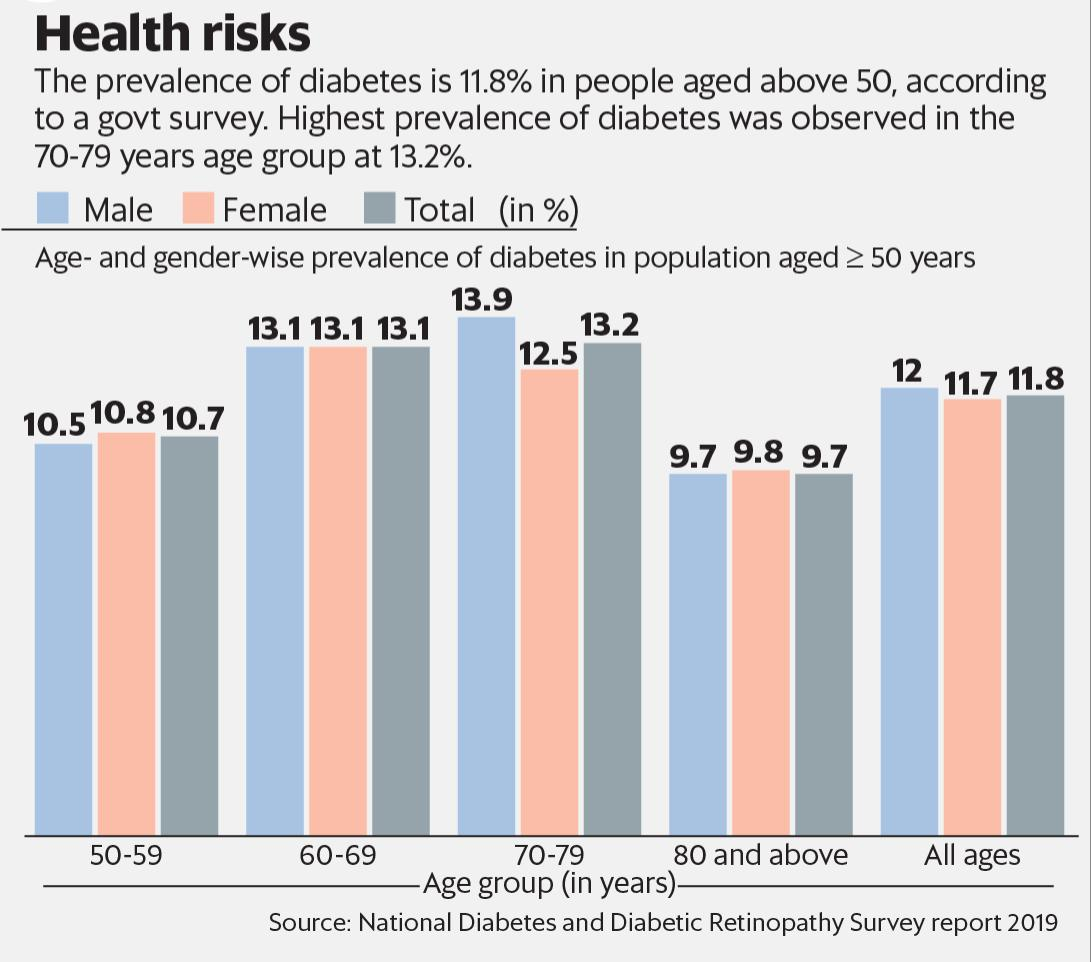 Health risks
The prevalence of diabetes is 11.8% in people aged above 50, according
to a govt survey. Highest prevalence of diabetes was observed in the
70-79 years age group at 13.2%.
Male Female Total (in %)
Age- and gender-wise prevalence of diabetes in population aged ≥ 50 years
10.5 10.8 10.7
13.1 13.1 13.1
13.9 12.5 13.2
9.7 9.8 9.7
12 11.7 11.8
50-59 60-69 70-79 80 and above All ages
Age group (in years)
Source: National Diabetes and Diabetic Retinopathy Survey report 2019